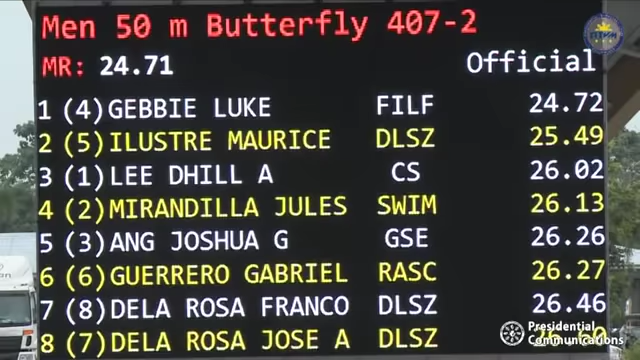 Men 50 m Butterfly 407-2
MR: 24.71 Official
1 (4) GEBBIE LUKE FILF 24.72
2 (5) ILUSTRE MAURICE DLSZ 25.49
3 (1) LEE DHILL A CS 26.02
4 (2) MIRANDILLA JULES SWIM 26.13
5 (3) ANG JOSHUA G GSE 26.26
6 (6) GUERRERO GABRIEL RASC 26.27
7 (8) DELA ROSA FRANCO DLSZ 26.46
8 (7) DELA ROSA JOSE A DLSZ
Presidential
Communications